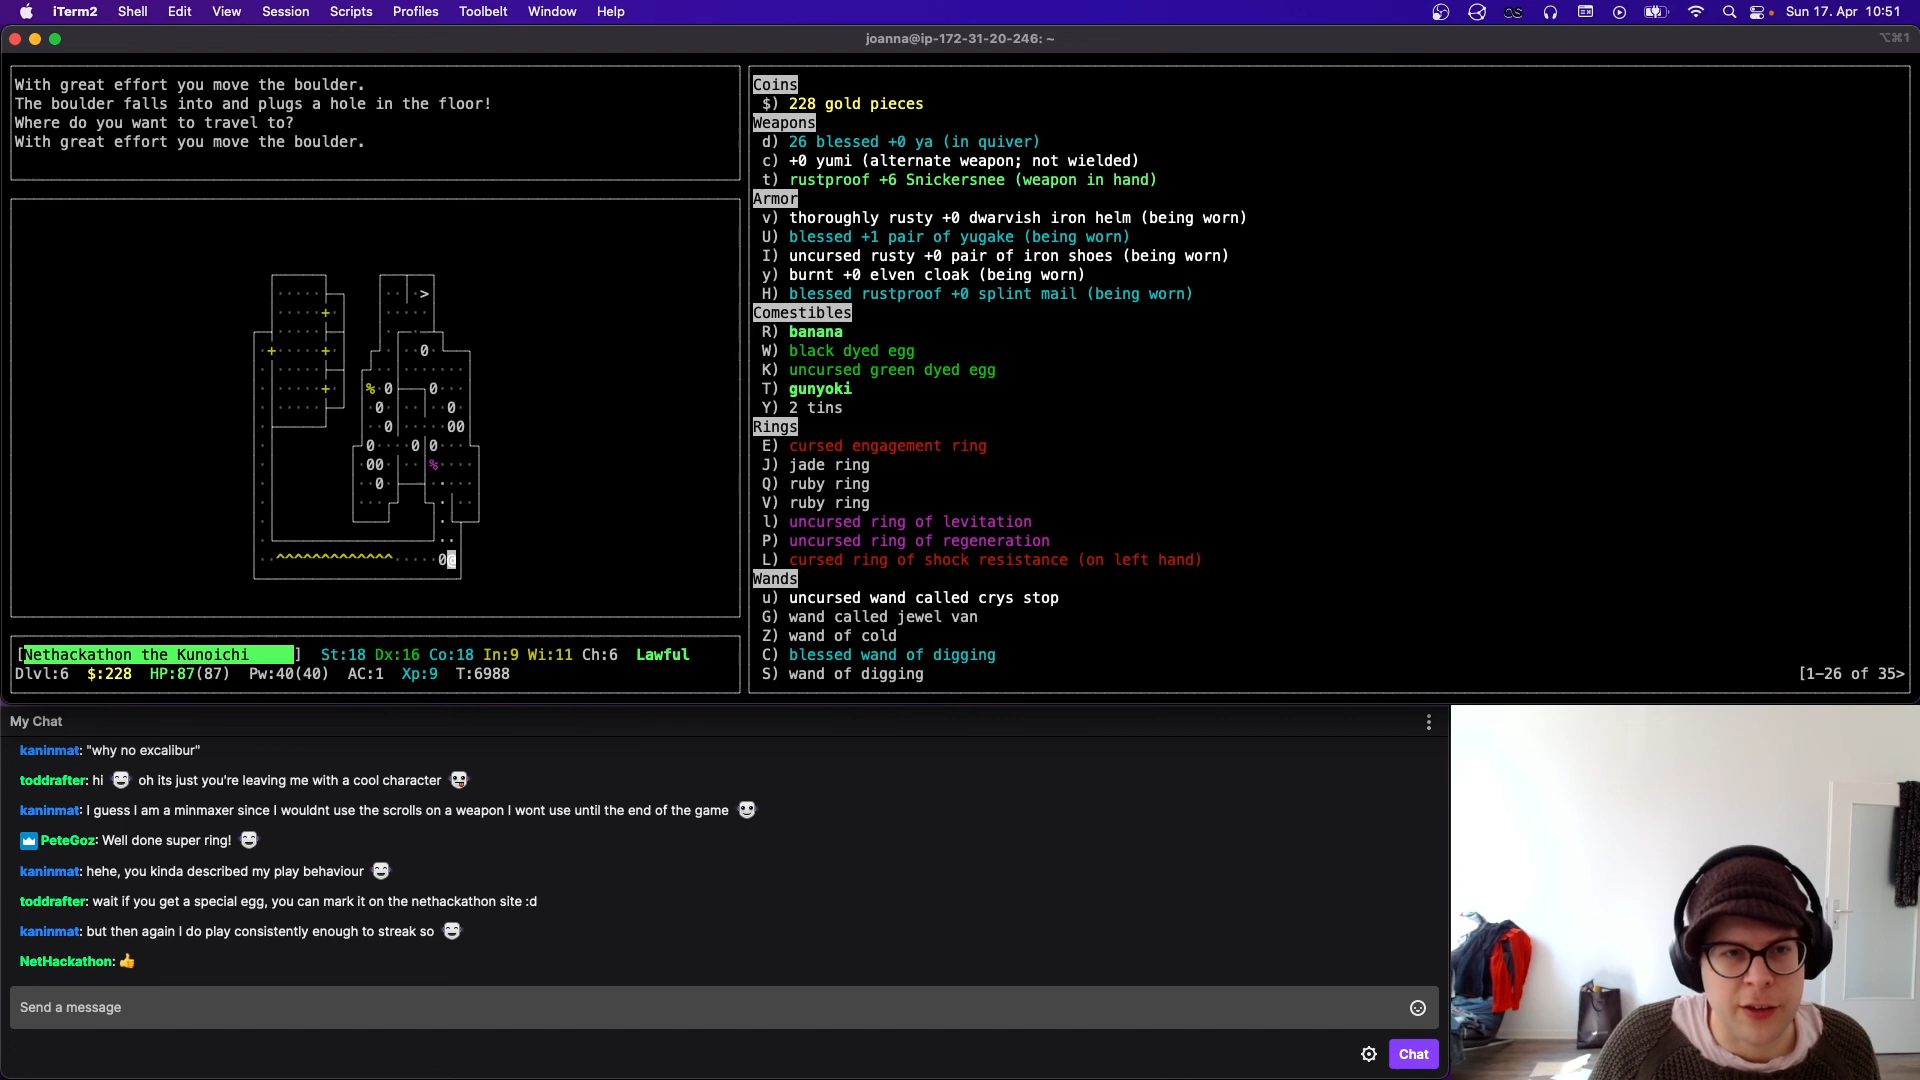 iTerm2 Shell Edit View Session Scripts Profiles Toolbelt Window Help Sun 17. Apr 10:51
joanna@ip-172-31-20-246: ~ ⌥⌘1
With great effort you move the boulder.
The boulder falls into and plugs a hole in the floor!
Where do you want to travel to?
With great effort you move the boulder.
[Nethackathon the Kunoichi ] St:18 Dx:16 Co:18 In:9 Wi:11 Ch:6 Lawful
Dlvl:6 $:228 HP:87(87) Pw:40(40) AC:1 Xp:9 T:6988
Coins
$) 228 gold pieces
Weapons
d) 26 blessed +0 ya (in quiver)
c) +0 yumi (alternate weapon; not wielded)
t) rustproof +6 Snickersnee (weapon in hand)
Armor
v) thoroughly rusty +0 dwarvish iron helm (being worn)
U) blessed +1 pair of yugake (being worn)
I) uncursed rusty +0 pair of iron shoes (being worn)
y) burnt +0 elven cloak (being worn)
H) blessed rustproof +0 splint mail (being worn)
Comestibles
R) banana
W) black dyed egg
K) uncursed green dyed egg
T) gunyoki
Y) 2 tins
Rings
E) cursed engagement ring
J) jade ring
Q) ruby ring
V) ruby ring
l) uncursed ring of levitation
P) uncursed ring of regeneration
L) cursed ring of shock resistance (on left hand)
Wands
u) uncursed wand called crys stop
G) wand called jewel van
Z) wand of cold
C) blessed wand of digging
S) wand of digging [1-26 of 35>
My Chat
kaninmat: "why no excalibur"
toddrafter: hi oh its just you're leaving me with a cool character
kaninmat: I guess I am a minmaxer since I wouldnt use the scrolls on a weapon I wont use until the end of the game
PeteGoz: Well done super ring!
kaninmat: hehe, you kinda described my play behaviour
toddrafter: wait if you get a special egg, you can mark it on the nethackathon site :d
kaninmat: but then again I do play consistently enough to streak so
NetHackathon: 👍
Send a message
Chat